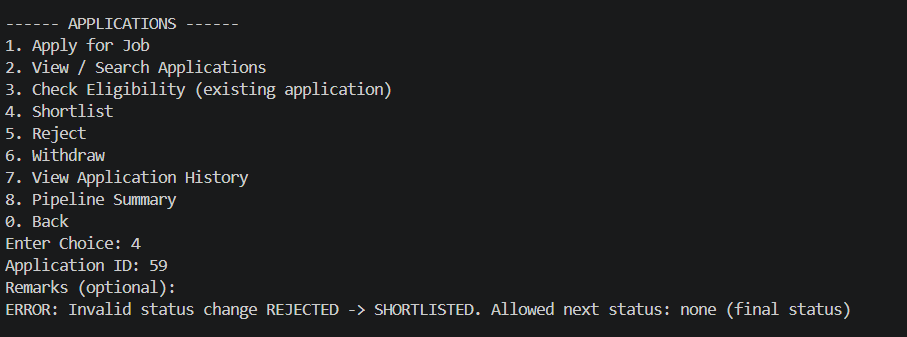 ------ APPLICATIONS ------
1. Apply for Job
2. View / Search Applications
3. Check Eligibility (existing application)
4. Shortlist
5. Reject
6. Withdraw
7. View Application History
8. Pipeline Summary
0. Back
Enter Choice: 4
Application ID: 59
Remarks (optional):
ERROR: Invalid status change REJECTED -> SHORTLISTED. Allowed next status: none (final status)